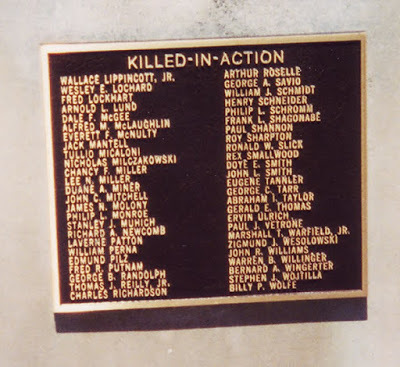 KILLED-IN-ACTION
WALLACE LIPPINCOTT, JR.
WESLEY E. LOCHARD
FRED LOCKHART
ARNOLD L. LUND
DALE F. McGEE
ALFRED M. McLAUGHLIN
EVERETT F. McNULTY
JACK MANTELL
TULLIO MICALONI
NICHOLAS MILCZAKOWSKI
CHANCY F. MILLER
LEE N. MILLER
DUANE A. MINER
JOHN C. MITCHELL
JAMES H. MOLONY
PHILIP L. MONROE
STANLEY J. MUNCH
RICHARD A. NEWCOMB
LAVERNE PATTON
WILLIAM PERNA
EDMUND PILZ
FRED R. PUTNAM
GEORGE B. RANDOLPH
THOMAS J. REILLY, JR.
CHARLES RICHARDSON
ARTHUR ROSELLE
GEORGE A. SAVIO
WILLIAM J. SCHMIDT
HENRY SCHNEIDER
PHILIP L. SCHROMM
FRANK L. SHAGONABE
PAUL SHANNON
ROY SHARPTON
RONALD W. SLICK
REX SMALLWOOD
DOYE E. SMITH
JOHN L. SMITH
EUGENE TANKLER
GEORGE C. TARR
ABRAHAM I. TAYLOR
GERALD E. THOMAS
ERVIN ULRICH
PAUL J. VETRONE
MARSHALL T. WARFIELD, JR.
ZIGMUND J. WESOLOWSKI
JOHN R. WILLIAMS
WARREN B. WILLINGER
BERNARD A. WINGERTER
STEPHEN J. WOJTILLA
BILLY P. WOLFE